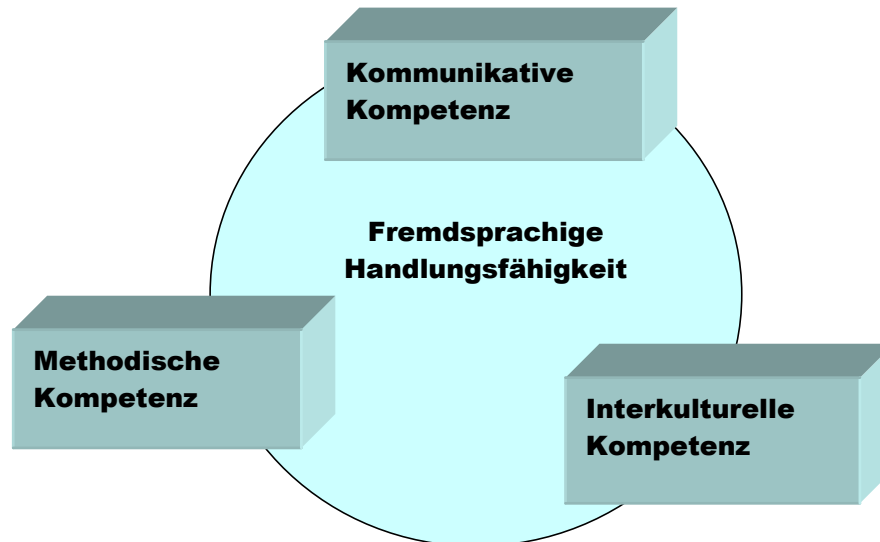 Kommunikative
Kompetenz
Fremdsprachige
Handlungsfähigkeit
Methodische
Kompetenz
Interkulturelle
Kompetenz